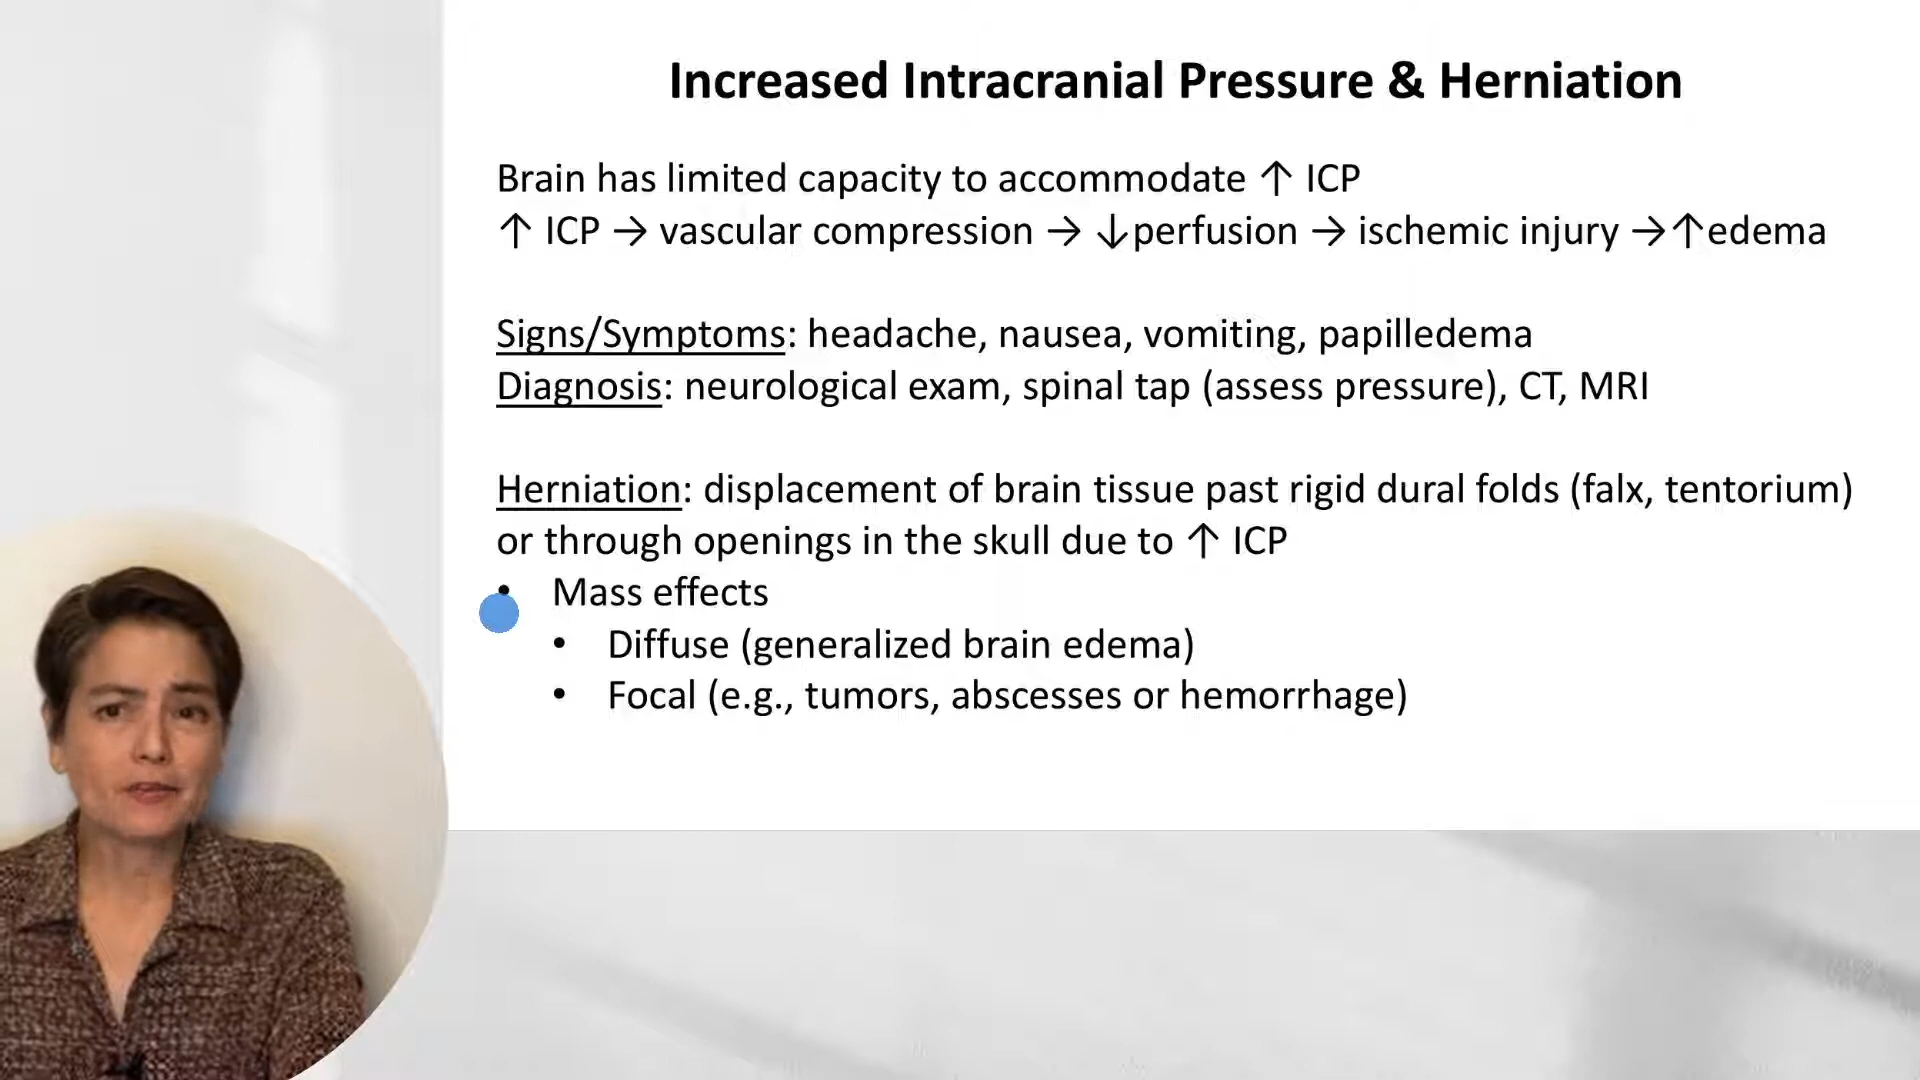 Increased Intracranial Pressure & Herniation
Brain has limited capacity to accommodate ↑ ICP
↑ ICP → vascular compression → ↓perfusion → ischemic injury →↑edema
Signs/Symptoms: headache, nausea, vomiting, papilledema
Diagnosis: neurological exam, spinal tap (assess pressure), CT, MRI
Herniation: displacement of brain tissue past rigid dural folds (falx, tentorium)
or through openings in the skull due to ↑ ICP
• Mass effects
• Diffuse (generalized brain edema)
• Focal (e.g., tumors, abscesses or hemorrhage)